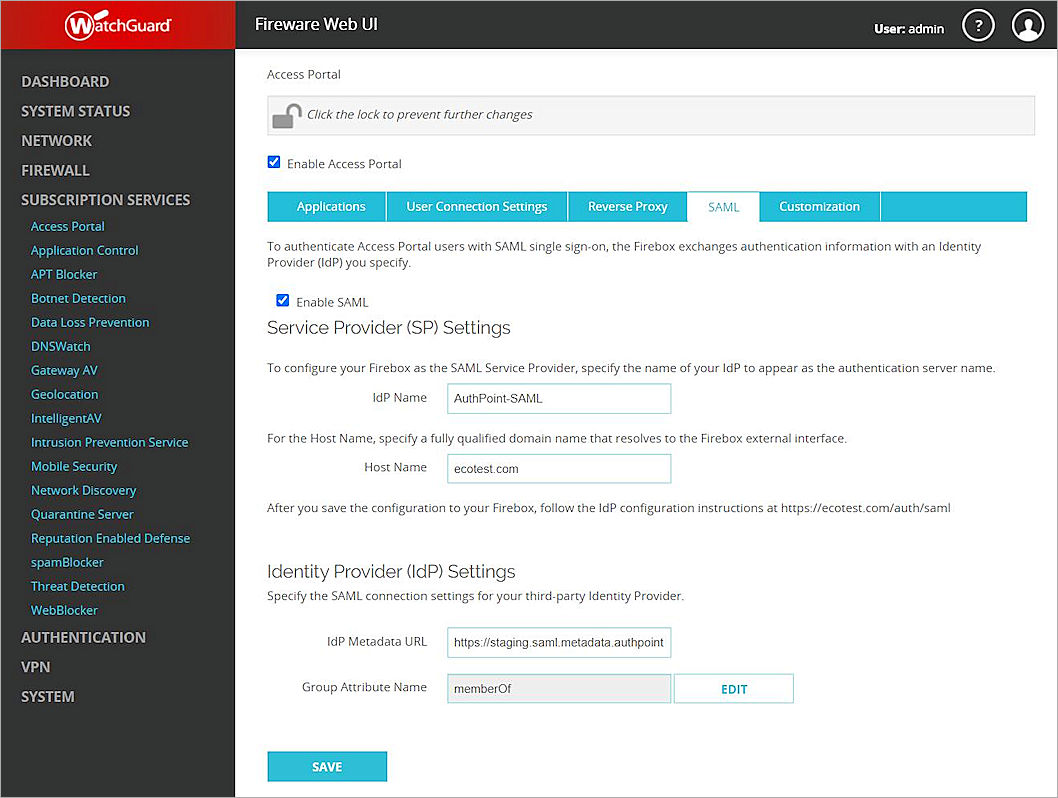 WatchGuard
Fireware Web UI
User: admin
?
DASHBOARD
SYSTEM STATUS
NETWORK
FIREWALL
SUBSCRIPTION SERVICES
Access Portal
Application Control
APT Blocker
Botnet Detection
Data Loss Prevention
DNSWatch
Gateway AV
Geolocation
IntelligentAV
Intrusion Prevention Service
Mobile Security
Network Discovery
Quarantine Server
Reputation Enabled Defense
spamBlocker
Threat Detection
WebBlocker
AUTHENTICATION
VPN
SYSTEM
Access Portal
Click the lock to prevent further changes
Enable Access Portal
Applications User Connection Settings Reverse Proxy SAML Customization
To authenticate Access Portal users with SAML single sign-on, the Firebox exchanges authentication information with an Identity
Provider (IdP) you specify.
Enable SAML
Service Provider (SP) Settings
To configure your Firebox as the SAML Service Provider, specify the name of your IdP to appear as the authentication server name.
IdP Name AuthPoint-SAML
For the Host Name, specify a fully qualified domain name that resolves to the Firebox external interface.
Host Name ecotest.com
After you save the configuration to your Firebox, follow the IdP configuration instructions at https://ecotest.com/auth/saml
Identity Provider (IdP) Settings
Specify the SAML connection settings for your third-party Identity Provider.
IdP Metadata URL https://staging.saml.metadata.authpoint
Group Attribute Name memberOf EDIT
SAVE